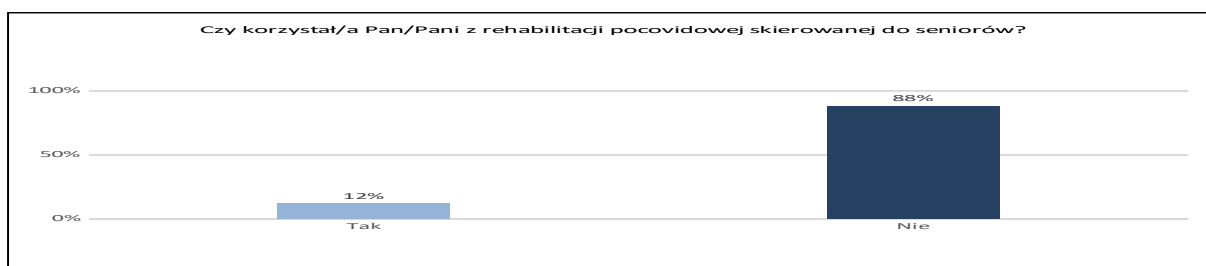 Czy korzystał/a Pan/Pani z rehabilitacji pocovidowej skierowanej do seniorów?
100%
88%
50%
12%
0%
Tak
Nie